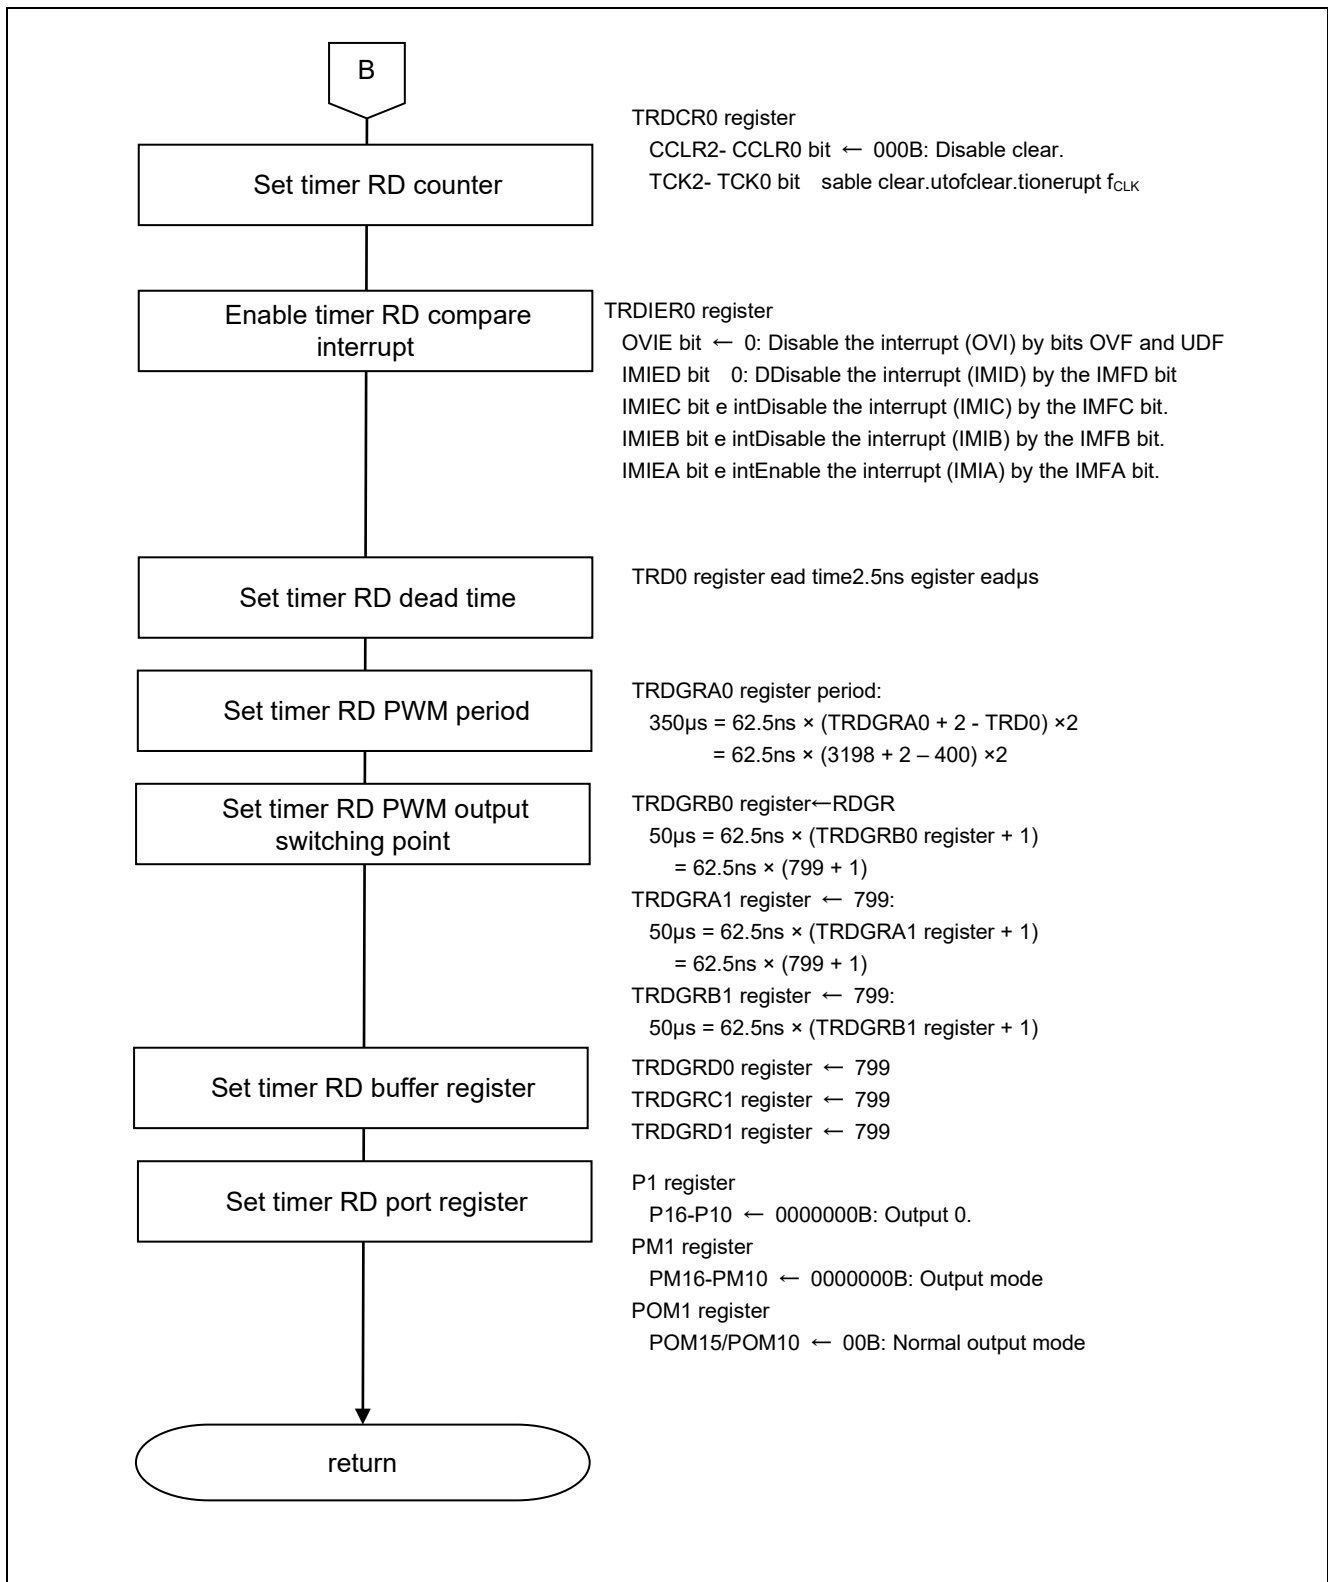 B
Set timer RD counter
TRDCR0 register
CCLR2- CCLR0 bit ← 000B: Disable clear.
TCK2- TCK0 bit sable clear.utofclear.tionerupt fCLK
Enable timer RD compare
interrupt
TRDIER0 register
OVIE bit ← 0: Disable the interrupt (OVI) by bits OVF and UDF
IMIED bit 0: DDisable the interrupt (IMID) by the IMFD bit
IMIEC bit e intDisable the interrupt (IMIC) by the IMFC bit.
IMIEB bit e intDisable the interrupt (IMIB) by the IMFB bit.
IMIEA bit e intEnable the interrupt (IMIA) by the IMFA bit.
Set timer RD dead time
TRD0 register ead time2.5ns egister eadµs
Set timer RD PWM period
TRDGRA0 register period:
350µs = 62.5ns × (TRDGRA0 + 2 - TRD0) ×2
= 62.5ns × (3198 + 2 – 400) ×2
Set timer RD PWM output
switching point
TRDGRB0 register←RDGR
50µs = 62.5ns × (TRDGRB0 register + 1)
= 62.5ns × (799 + 1)
TRDGRA1 register ← 799:
50µs = 62.5ns × (TRDGRA1 register + 1)
= 62.5ns × (799 + 1)
TRDGRB1 register ← 799:
50µs = 62.5ns × (TRDGRB1 register + 1)
Set timer RD buffer register
TRDGRD0 register ← 799
TRDGRC1 register ← 799
TRDGRD1 register ← 799
Set timer RD port register
P1 register
P16-P10 ← 0000000B: Output 0.
PM1 register
PM16-PM10 ← 0000000B: Output mode
POM1 register
POM15/POM10 ← 00B: Normal output mode
return